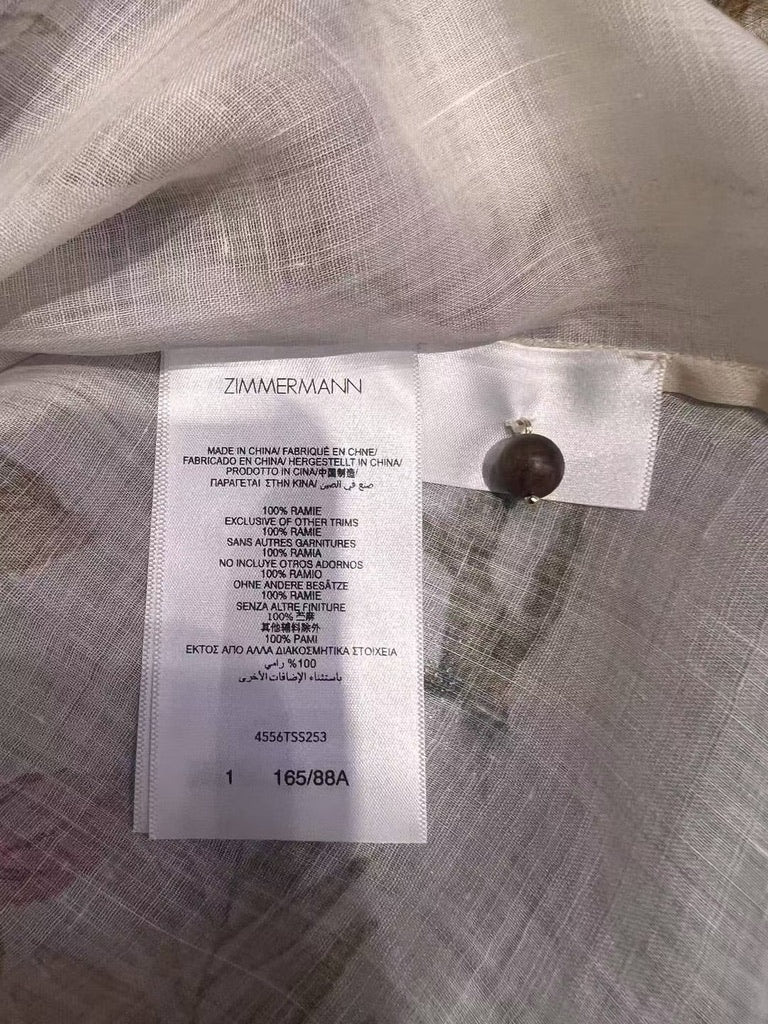 ZIMMERMANN
MADE IN CHINA/ FABRIQUÉ EN CHNE/
FABRICADO EN CHINA/ HERGESTELLT IN CHINA/
PRODOTTO IN CINA/中国制造/
ΠΑΡΑΓΕΤΑΙ ΣΤΗΝ ΚΙΝΑ/ صنع في الصين
100% RAMIE
EXCLUSIVE OF OTHER TRIMS
100% RAMIE
SANS AUTRES GARNITURES
100% RAMIA
NO INCLUYE OTROS ADORNOS
100% RAMIO
OHNE ANDERE BESÄTZE
100% RAMIE
SENZA ALTRE FINITURE
100% 苎麻
其他辅料除外
100% ΡΑΜΙ
ΕΚΤΟΣ ΑΠΟ ΑΛΛΑ ΔΙΑΚΟΣΜΗΤΙΚΑ ΣΤΟΙΧΕΙΑ
100% رامي
باستثناء الإضافات الأخرى
4556TSS253
1 165/88A